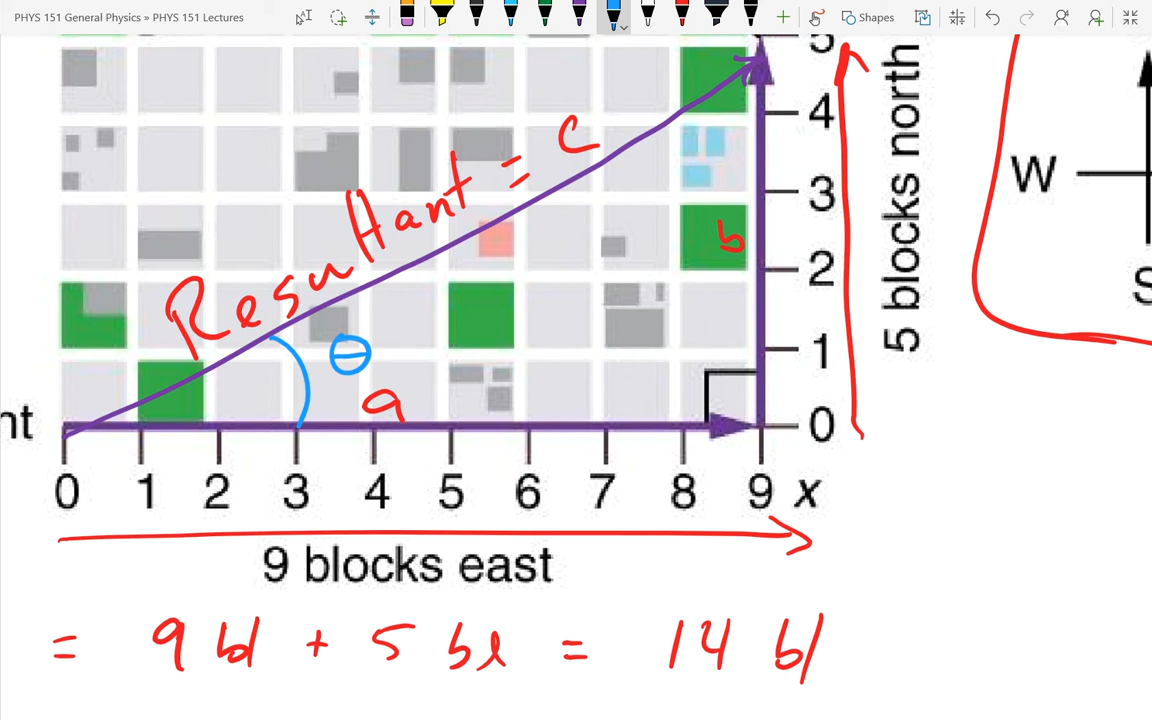 PHYS 151 General Physics » PHYS 151 Lectures
Shapes
5
4
3
2
1
0
5 blocks north
W
S
Resultant = c
b
θ
a
nt
0 1 2 3 4 5 6 7 8 9 x
9 blocks east
= 9 bl + 5 bl = 14 bl